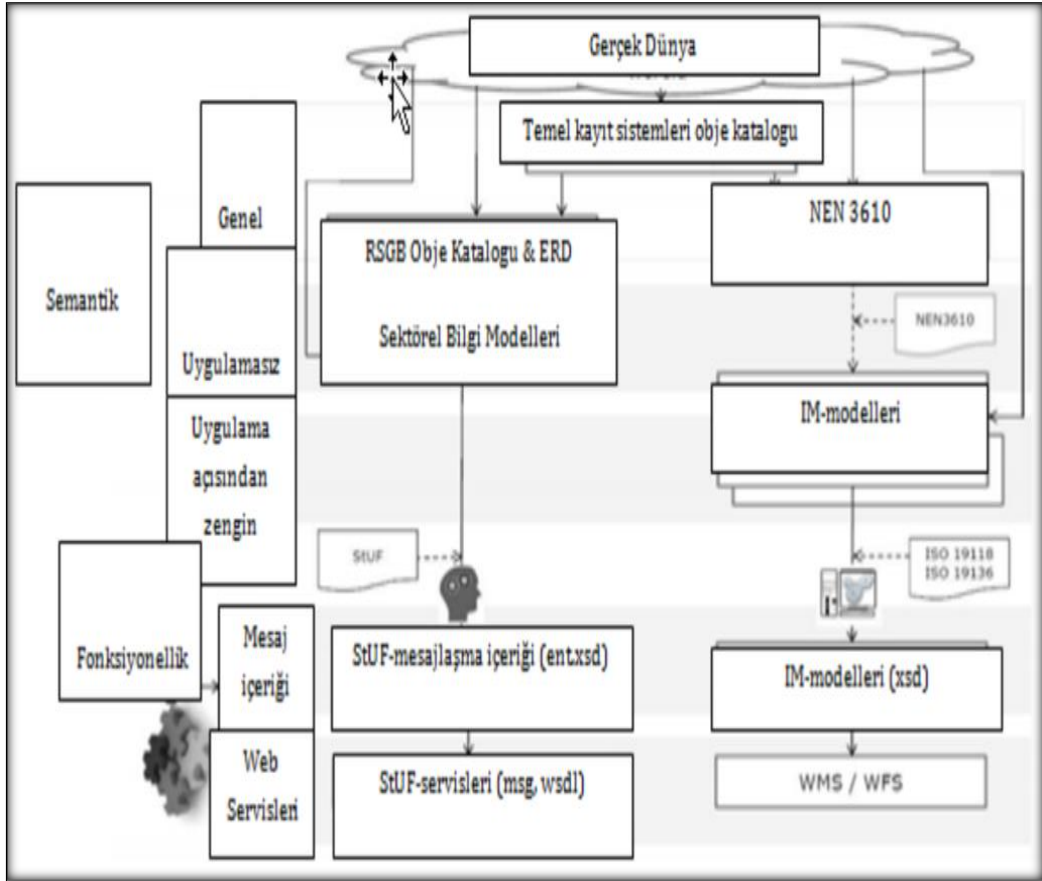 Gerçek Dünya
Temel kayıt sistemleri obje katalogu
Genel
NEN 3610
RSGB Obje Katalogu & ERD
Semantik
NEN3610
Sektörel Bilgi Modelleri
Uygulamasız
IM-modelleri
Uygulama
açısından
zengin
StUF
ISO 19118
ISO 19136
Fonksiyonellik
Mesaj
içeriği
StUF-mesajlaşma içeriği (ent.xsd)
IM-modelleri (xsd)
Web
Servisleri
StUF-servisleri (msg, wsdl)
WMS / WFS